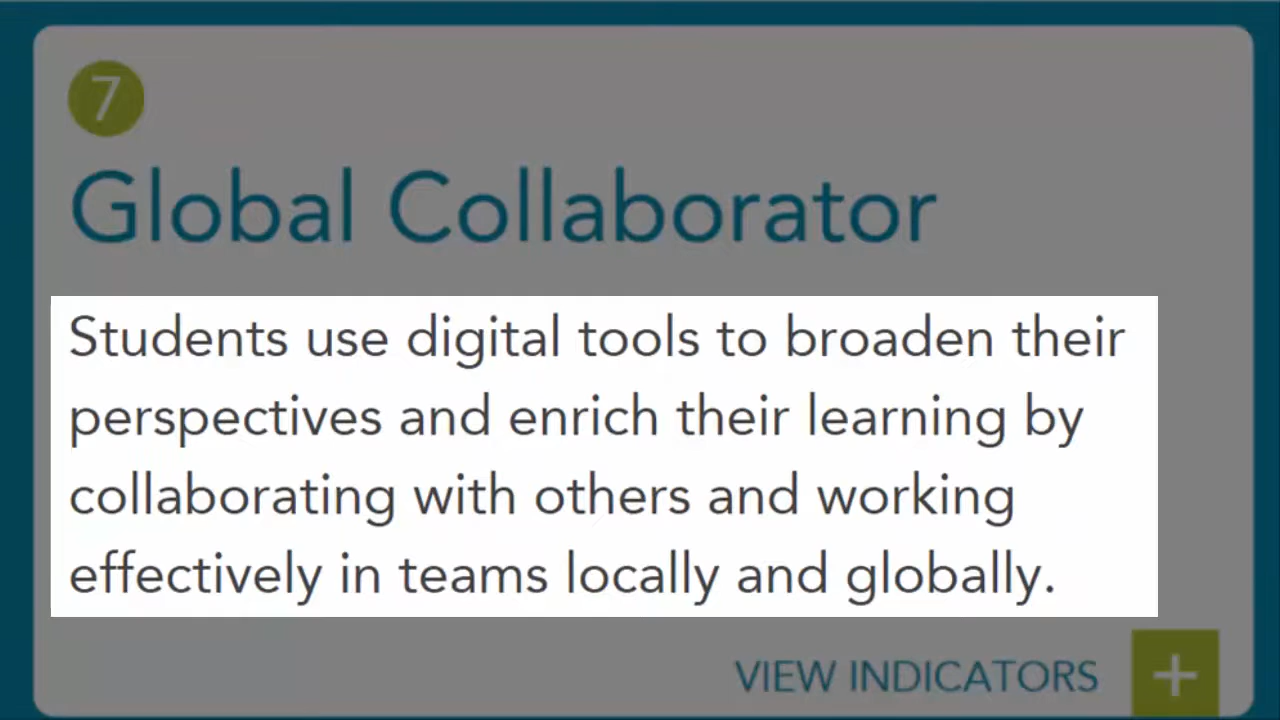 7
Global Collaborator
Students use digital tools to broaden their
perspectives and enrich their learning by
collaborating with others and working
effectively in teams locally and globally.
VIEW INDICATORS +